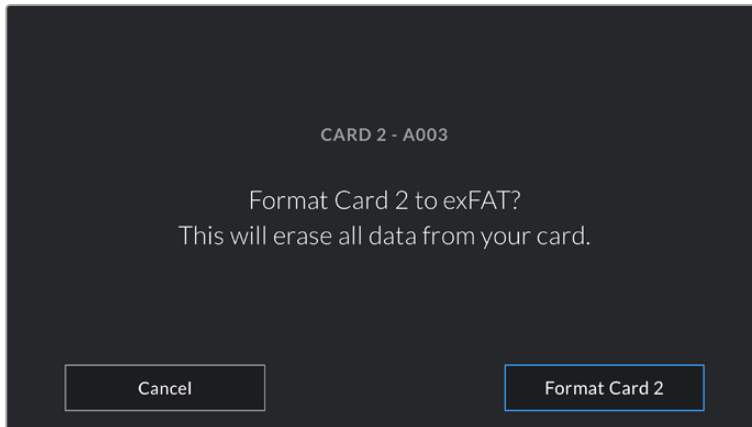 CARD 2 - A003
Format Card 2 to exFAT?
This will erase all data from your card.
Cancel
Format Card 2